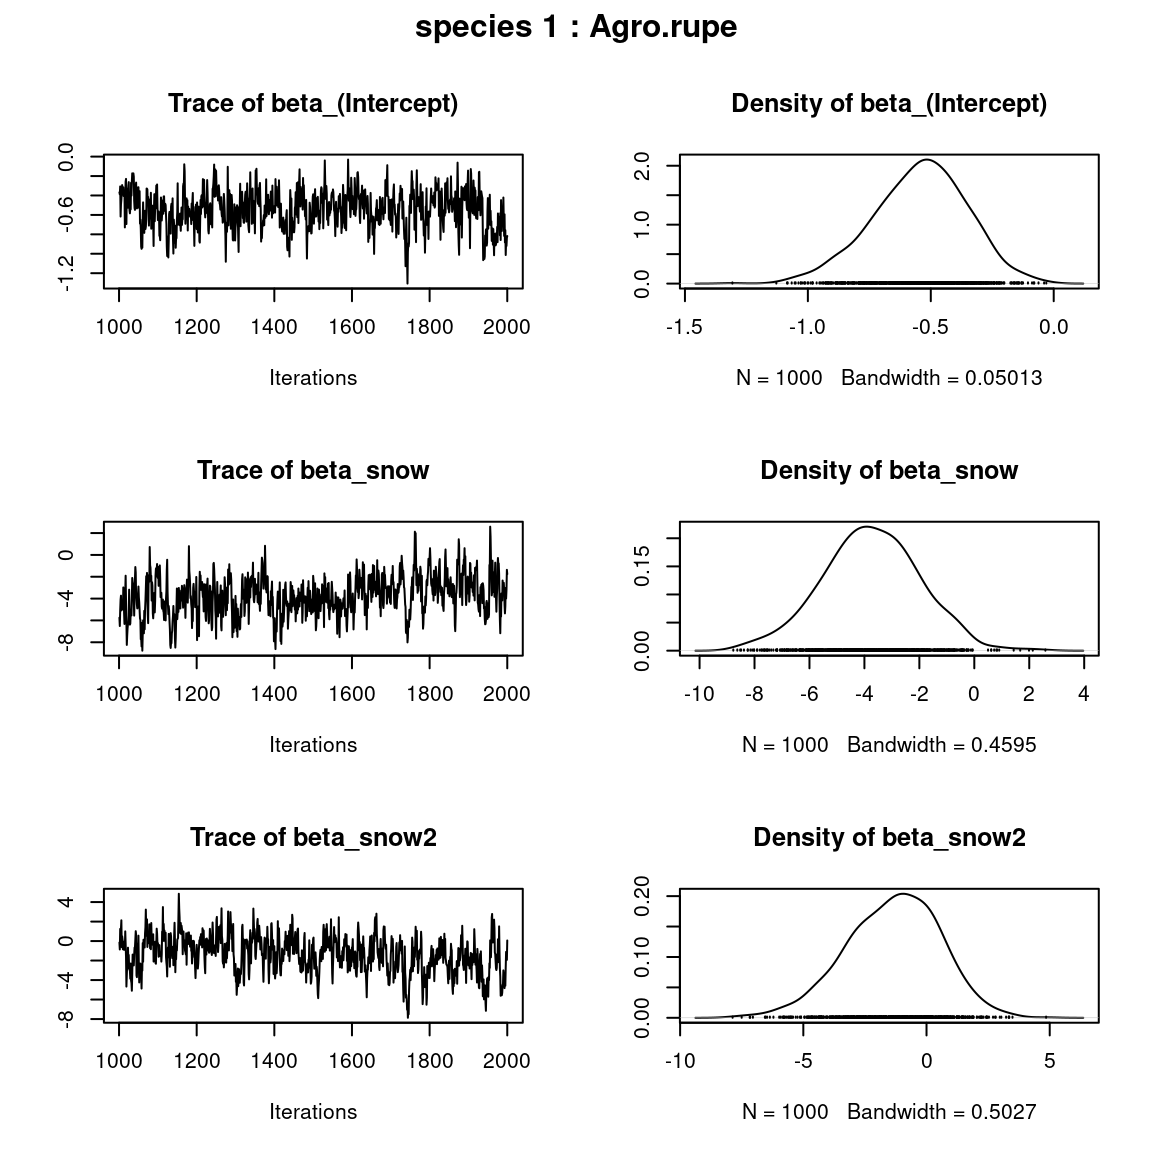 species 1 : Agro.rupe
Trace of beta_(Intercept)
0.0
-0.6
-1.2
1000 1200 1400 1600 1800 2000
Iterations
Density of beta_(Intercept)
2.0
1.0
0.0
-1.5 -1.0 -0.5 0.0
N = 1000 Bandwidth = 0.05013
Trace of beta_snow
0
-4
-8
1000 1200 1400 1600 1800 2000
Iterations
Density of beta_snow
0.15
0.00
-10 -8 -6 -4 -2 0 2 4
N = 1000 Bandwidth = 0.4595
Trace of beta_snow2
4
0
-4
-8
1000 1200 1400 1600 1800 2000
Iterations
Density of beta_snow2
0.20
0.10
0.00
-10 -5 0 5
N = 1000 Bandwidth = 0.5027